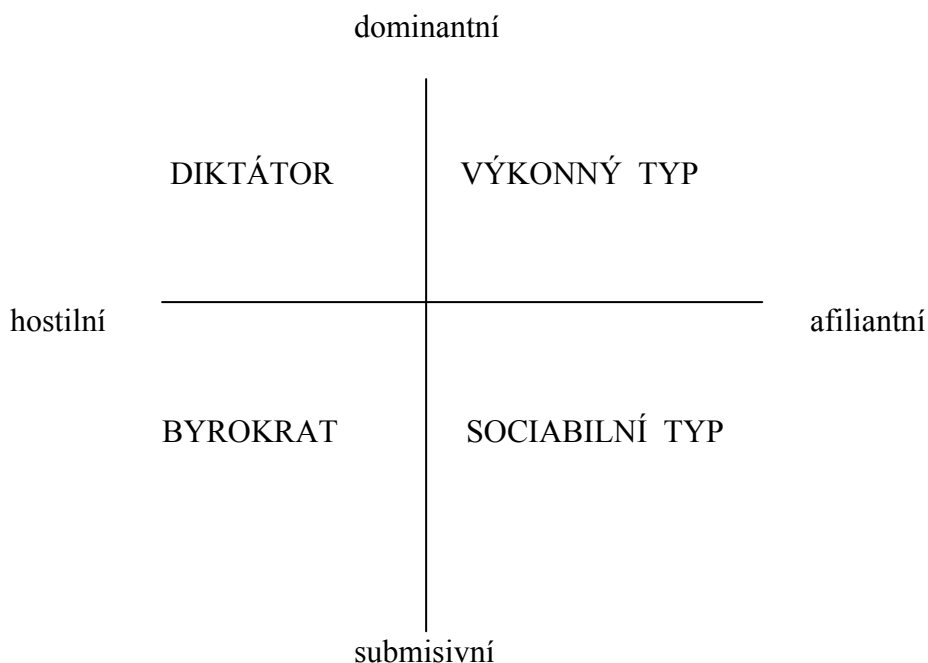 dominantní
DIKTÁTOR VÝKONNÝ TYP
hostilní afiliantní
BYROKRAT SOCIABILNÍ TYP
submisivní